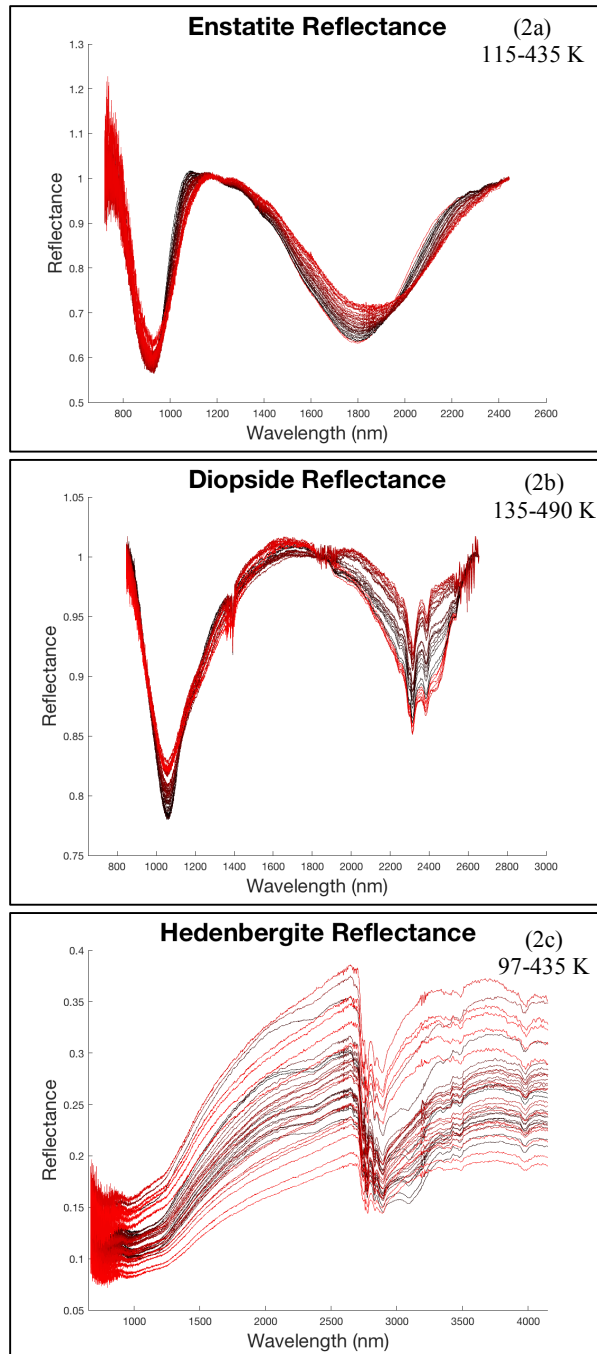 Enstatite Reflectance
(2a)
115-435 K
1.3
1.2
1.1
1
0.9
0.8
0.7
0.6
0.5
Reflectance
800 1000 1200 1400 1600 1800 2000 2200 2400 2600
Wavelength (nm)
Diopside Reflectance
(2b)
135-490 K
1.05
1
0.95
0.9
0.85
0.8
0.75
Reflectance
800 1000 1200 1400 1600 1800 2000 2200 2400 2600 2800 3000
Wavelength (nm)
Hedenbergite Reflectance
(2c)
97-435 K
0.4
0.35
0.3
0.25
0.2
0.15
0.1
0.05
Reflectance
1000 1500 2000 2500 3000 3500 4000
Wavelength (nm)